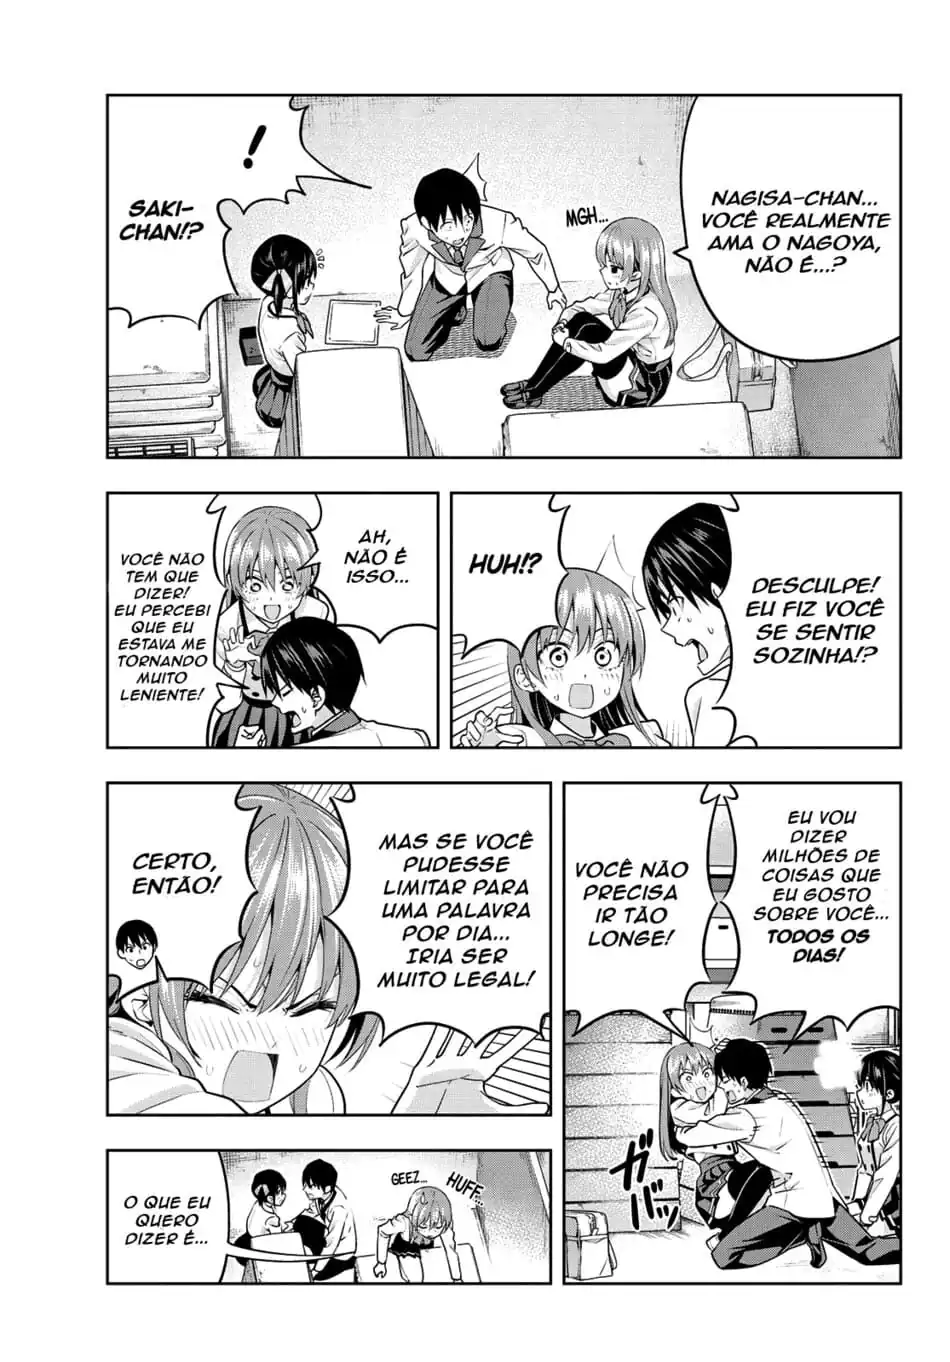 NAGISA-CHAN...
VOCÊ REALMENTE
AMA O NAGOYA,
NÃO É...?
MGH...
!
SAKI-
CHAN!?
DESCULPE!
EU FIZ VOCÊ
SE SENTIR
SOZINHA!?
HUH!?
AH,
NÃO É
ISSO...
VOCÊ NÃO
TEM QUE
DIZER!
EU PERCEBI
QUE EU
ESTAVA ME
TORNANDO
MUITO
LENIENTE!
EU VOU
DIZER
MILHÕES DE
COISAS QUE
EU GOSTO
SOBRE VOCÊ...
TODOS OS
DIAS!
VOCÊ NÃO
PRECISA
IR TÃO
LONGE!
ガバッ
MAS SE VOCÊ
PUDESSE
LIMITAR PARA
UMA PALAVRA
POR DIA...
IRIA SER
MUITO LEGAL!
CERTO,
ENTÃO!
HUFF...
GEEZ...
O QUE EU
QUERO
DIZER É...